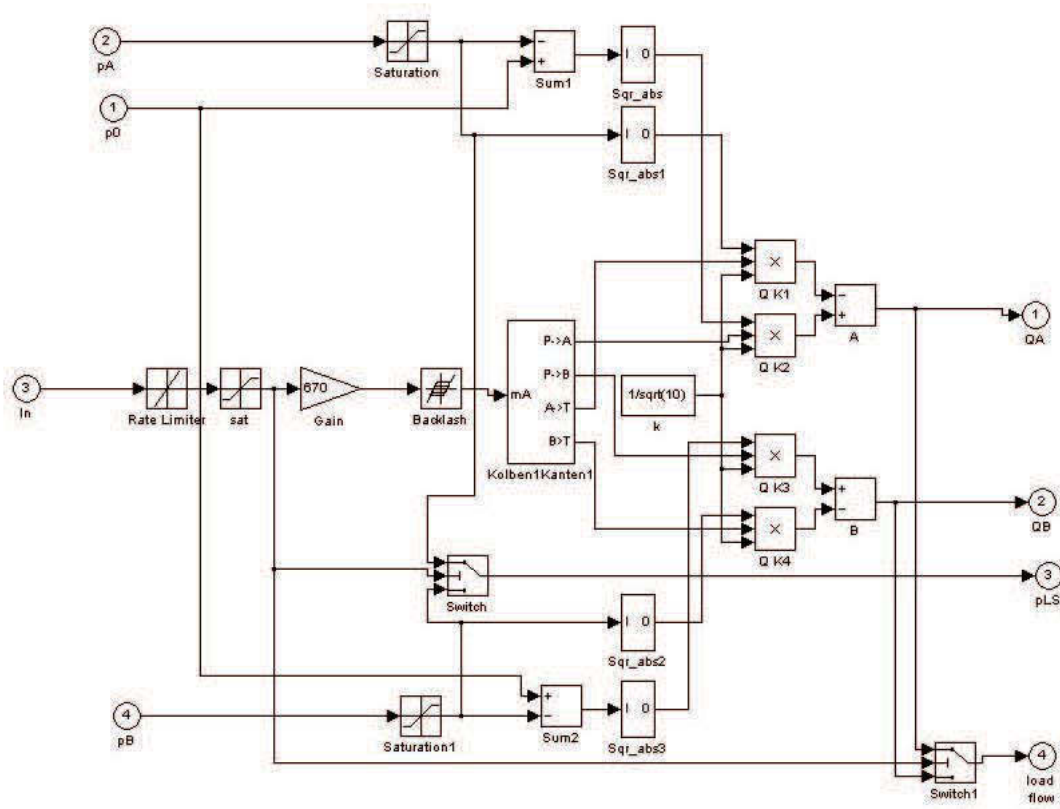 2
pA
Saturation
− +
Sum1
I O
Sqr_abs
1
p0
I O
Sqr_abs1
×
Q K1
×
Q K2
− +
A
1
QA
3
In
Rate Limiter
sat
670
Gain
Backlash
mA
P->A
P->B
A->T
B>T
Kolben1Kanten1
1/sqrt(10)
k
×
Q K3
×
Q K4
+ −
B
2
QB
Switch
3
pLS
I O
Sqr_abs2
4
pB
Saturation1
+ −
Sum2
I O
Sqr_abs3
Switch1
4
load
flow